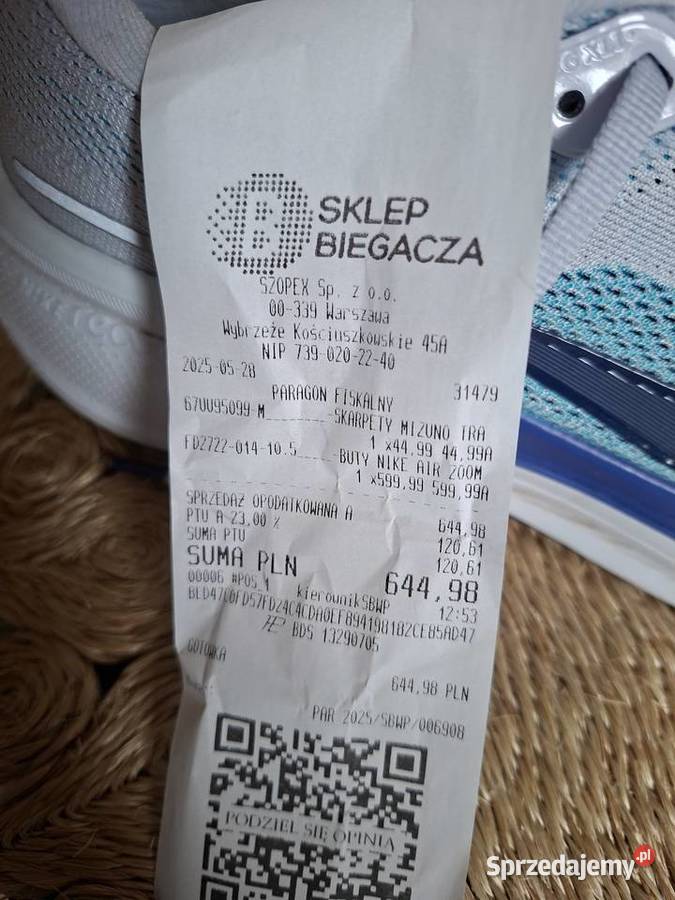 SKLEP
BIEGACZA
SZOPEX Sp. z o.o.
00-339 Warszawa
Wybrzeże Kościuszkowskie 45A
NIP 739-020-22-40
2025-05-28 31479
PARAGON FISKALNY
67UU95099-M_______-SKARPETY MIZUNO TRA
1 x44,99 44,99A
FD2722-014-10.5____-BUTY NIKE AIR ZOOM
1 x599,99 599,99A
SPRZEDAŻ OPODATKOWANA A 644,98
PTU A 23,00 % 120,61
SUMA PTU 120,61
SUMA PLN 644,98
00006 #POS 1 kierownikSBWP 12:53
BDS 13290705
GOTÓWKA 644,98 PLN
PAR 2025/SBWP/006908
PODZIEL SIĘ OPINIĄ
Sprzedajemy.pl